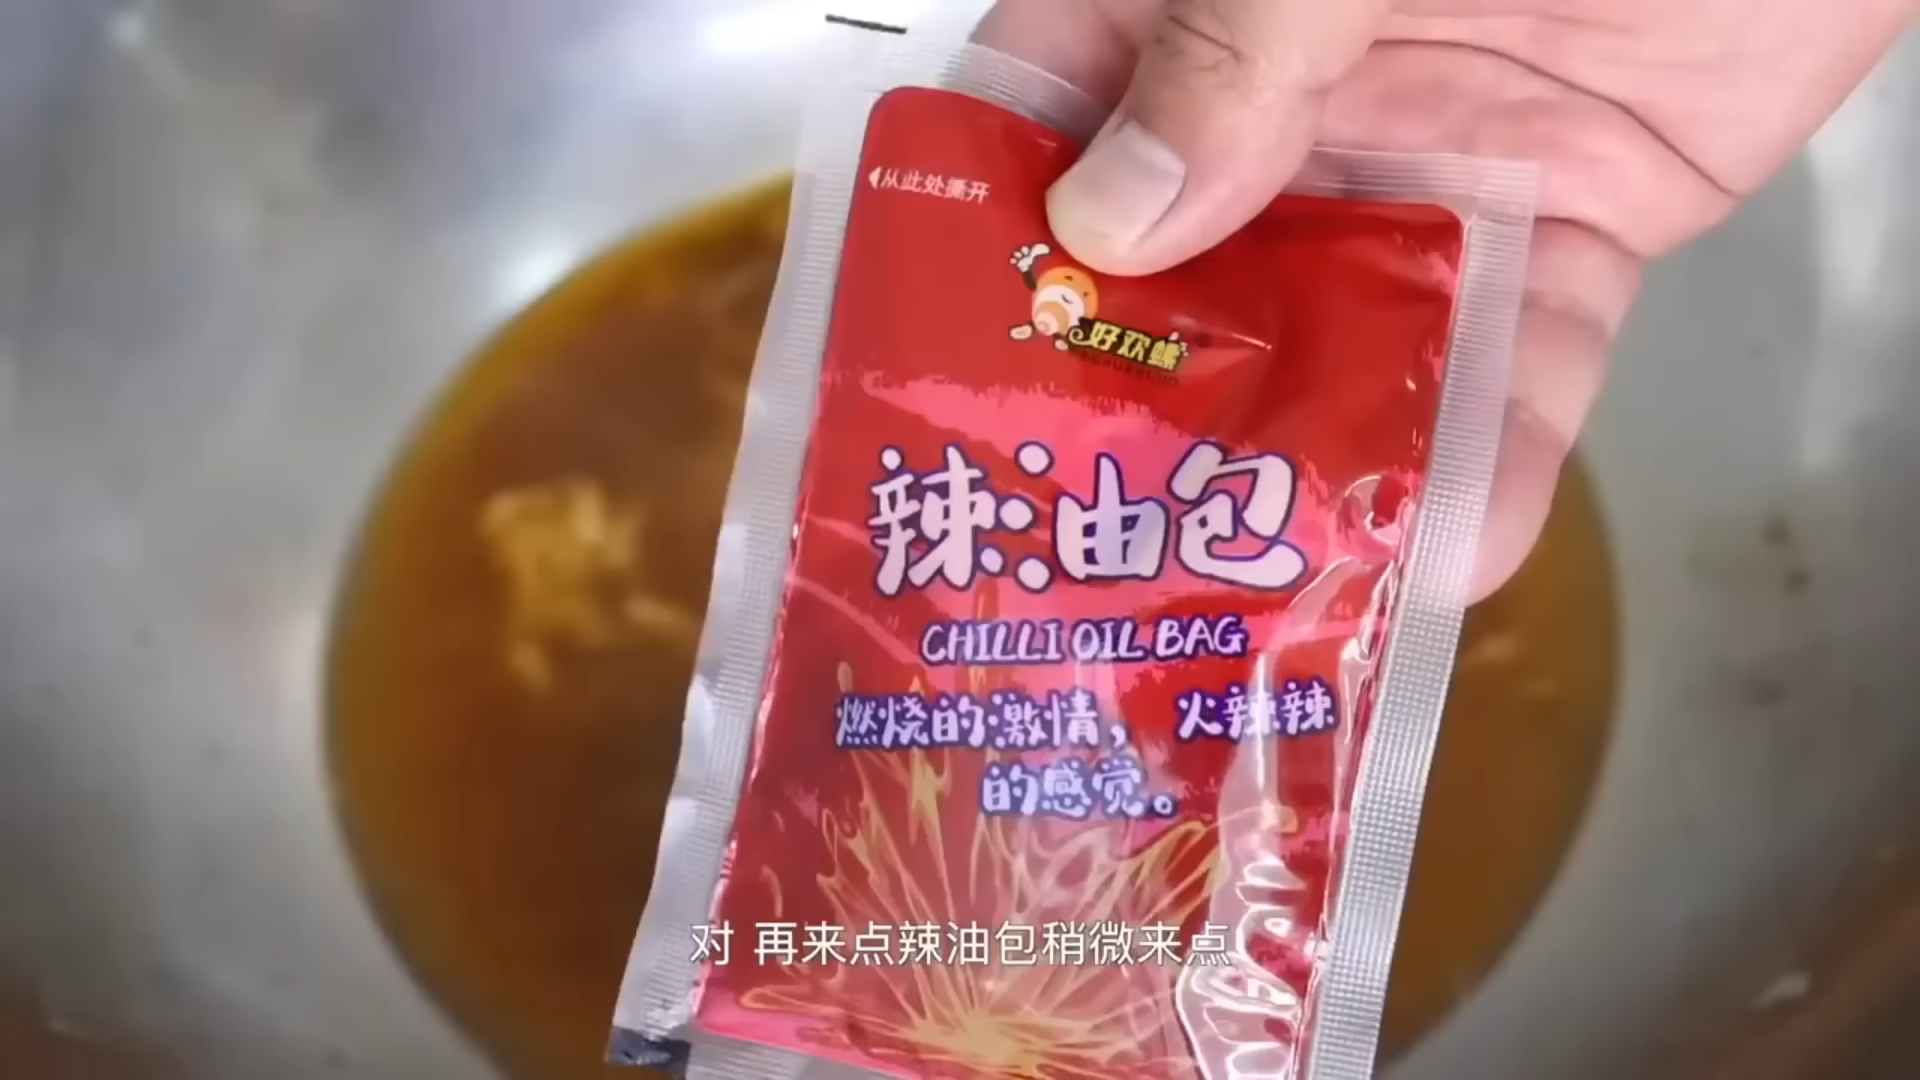 从此处撕开
好欢螺
辣油包
CHILLI OIL BAG
燃烧的激情，火辣辣
的感觉。
对 再来点辣油包稍微来点